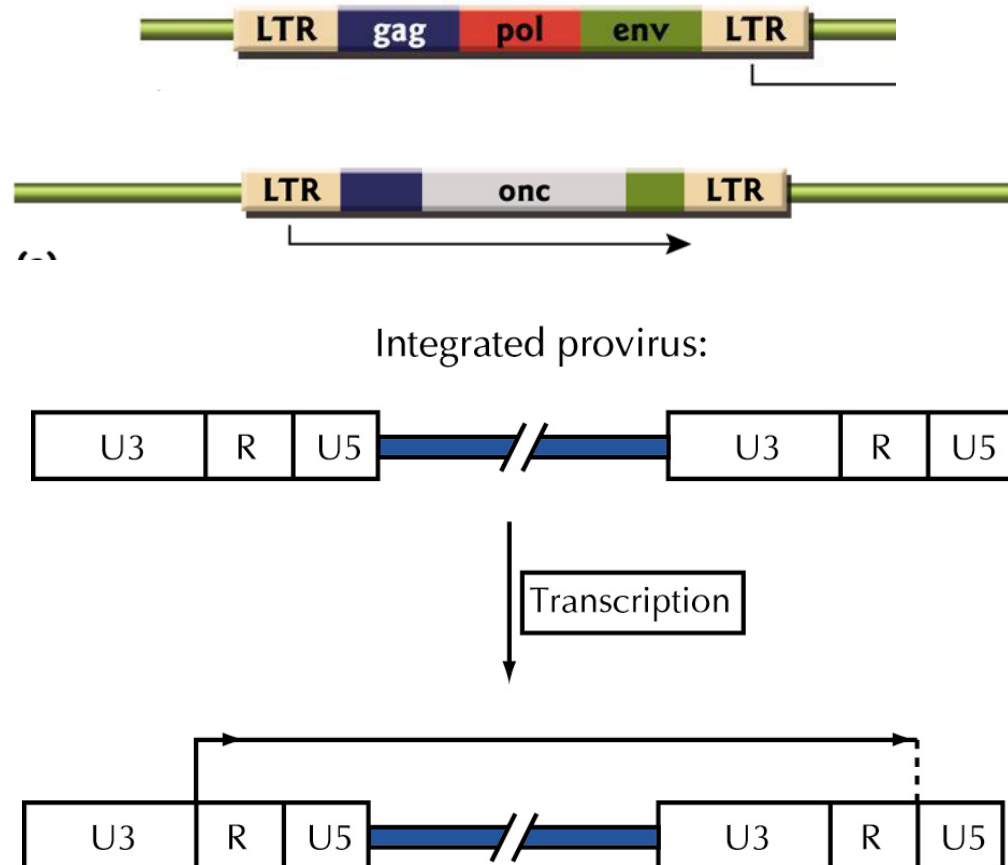 LTR gag pol env LTR
LTR onc LTR
Integrated provirus:
U3 R U5 U3 R U5
Transcription
U3 R U5 U3 R U5